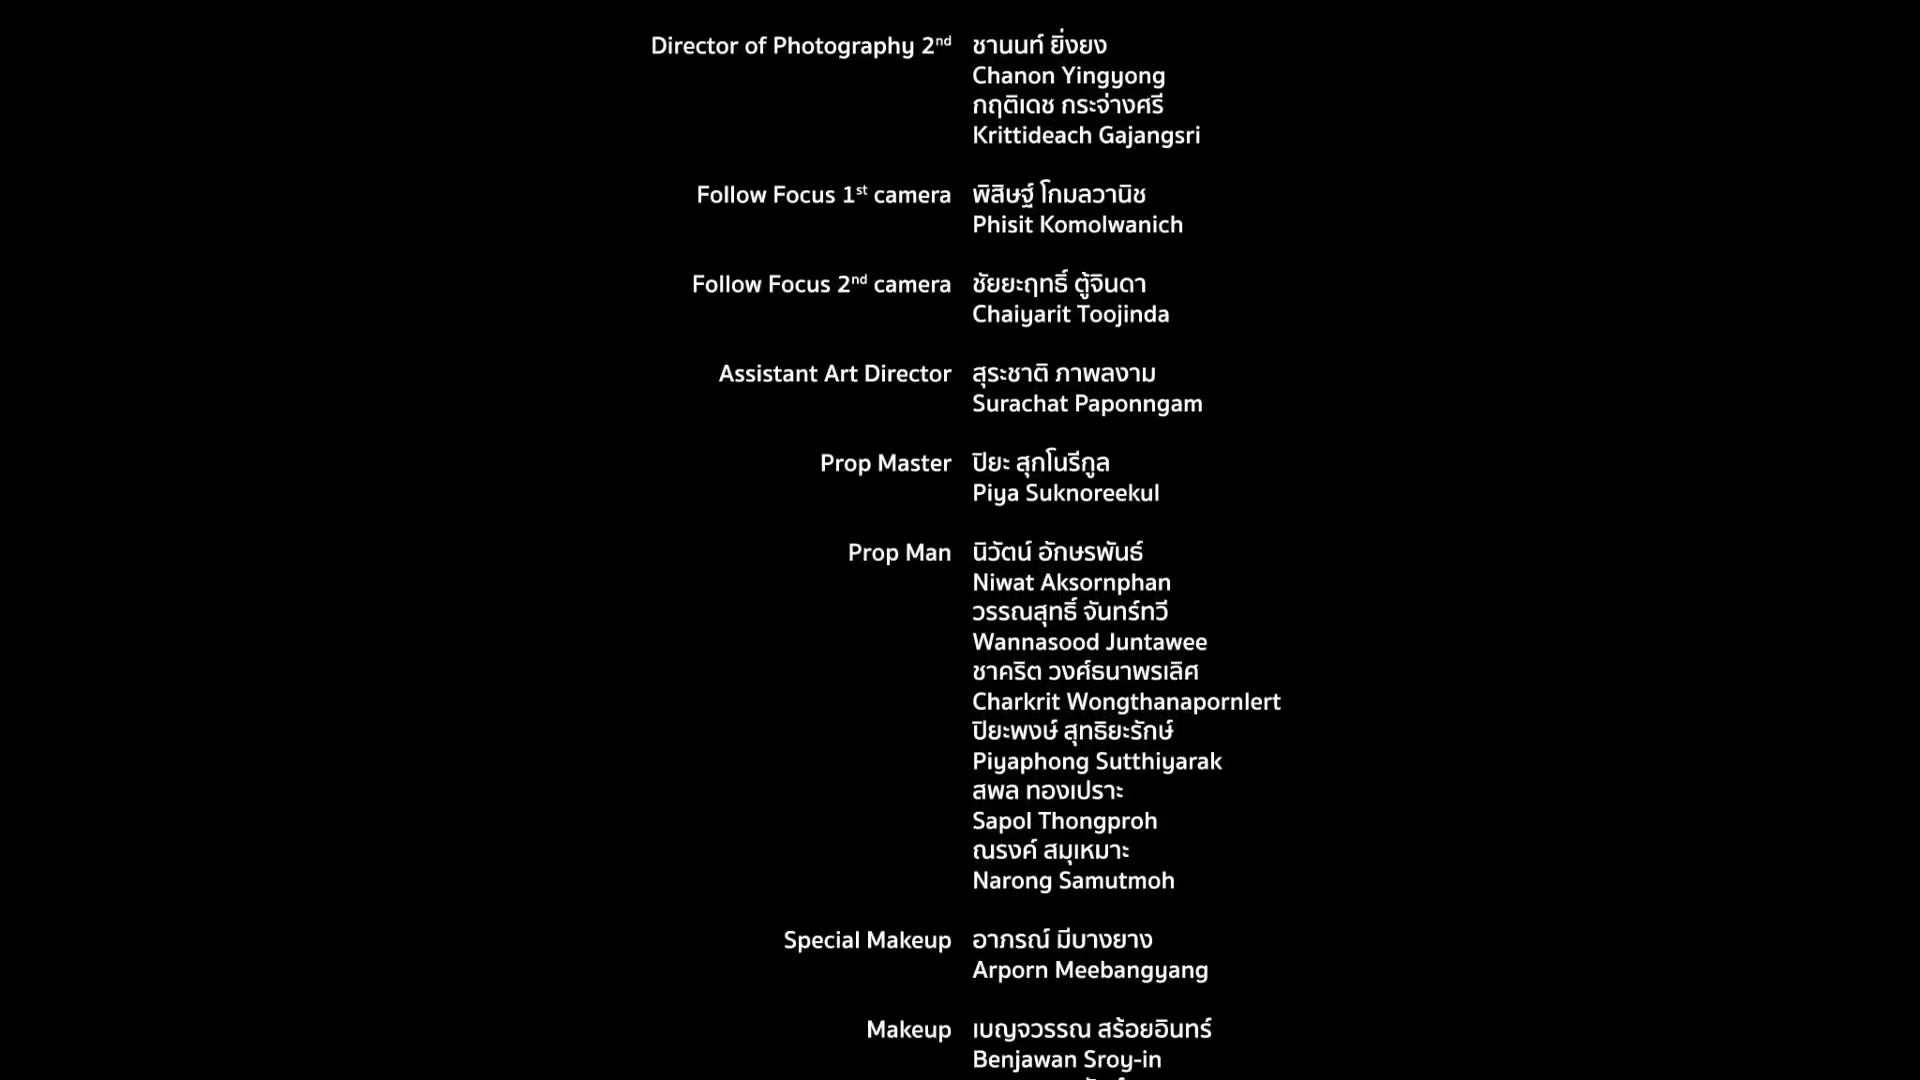 Director of Photography 2nd ชานนท์ ยิ่งยง
Chanon Yingyong
กฤติเดช กระจ่างศรี
Krittideach Gajangsri
Follow Focus 1st camera พิสิษฐ์ โกมลวานิช
Phisit Komolwanich
Follow Focus 2nd camera ชัยยะฤทธิ์ ตู้จินดา
Chaiyarit Toojinda
Assistant Art Director สุระชาติ ภาพลงาม
Surachat Paponngam
Prop Master ปิยะ สุกโนรีกูล
Piya Suknoreekul
Prop Man นิวัตน์ อักษรพันธ์
Niwat Aksornphan
วรรณสุทธิ์ จันทร์ทวี
Wannasood Juntawee
ชาคริต วงศ์ธนาพรเลิศ
Charkrit Wongthanapornlert
ปิยะพงษ์ สุทธิยะรักษ์
Piyaphong Sutthiyarak
สพล ทองเปราะ
Sapol Thongproh
ณรงค์ สมุเหมาะ
Narong Samutmoh
Special Makeup อาภรณ์ มีบางยาง
Arporn Meebangyang
Makeup เบญจวรรณ สร้อยอินทร์
Benjawan Sroy-in